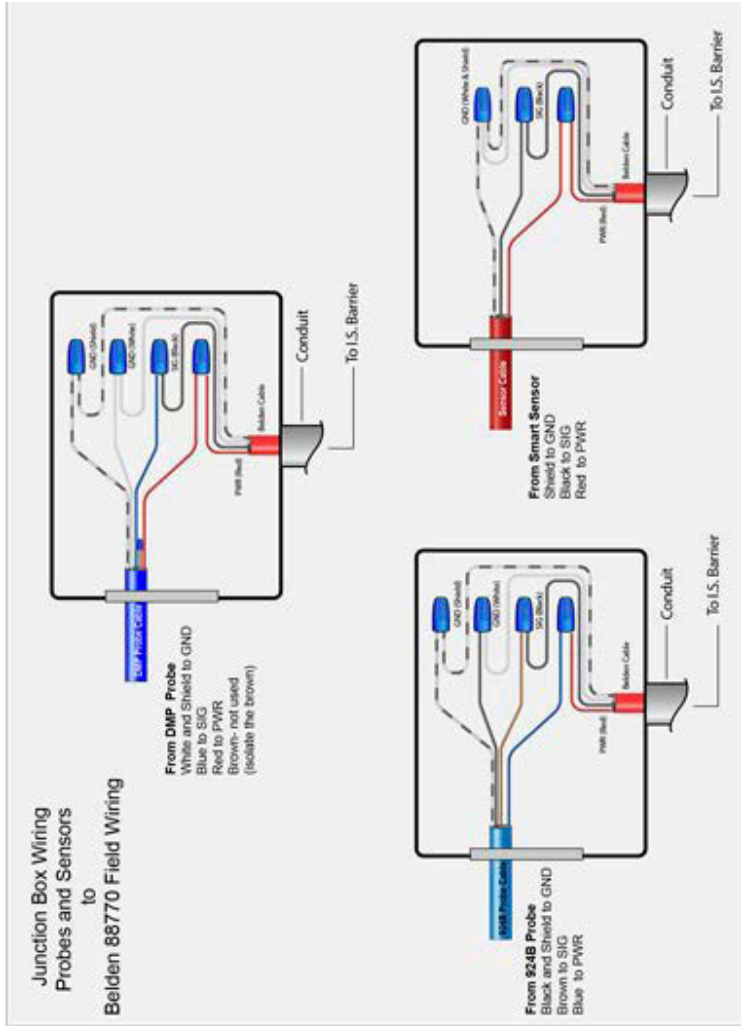 Junction Box Wiring
Probes and Sensors
to
Belden 88770 Field Wiring
DMP Probe Cable
GND (Shield)
GND (White)
SIG (Black)
PWR (Red)
Belden Cable
Conduit
To I.S. Barrier
From DMP Probe
White and Shield to GND
Blue to SIG
Red to PWR
Brown- not used
(isolate the brown)
924B Probe Cable
GND (Shield)
GND (White)
SIG (Black)
PWR (Red)
Belden Cable
Conduit
To I.S. Barrier
From 924B Probe
Black and Shield to GND
Brown to SIG
Blue to PWR
Sensor Cable
GND (White & Shield)
SIG (Black)
PWR (Red)
Belden Cable
Conduit
To I.S. Barrier
From Smart Sensor
Shield to GND
Black to SIG
Red to PWR